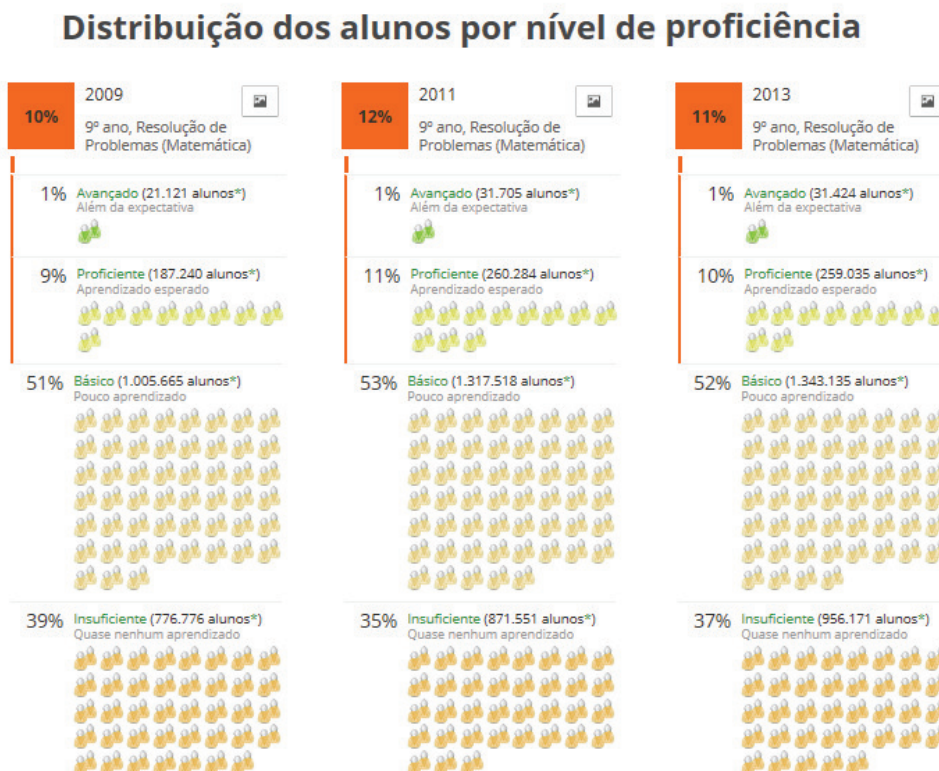 Distribuição dos alunos por nível de proficiência
10%
2009
9º ano, Resolução de
Problemas (Matemática)
1%
Avançado (21.121 alunos*)
Além da expectativa
9%
Proficiente (187.240 alunos*)
Aprendizado esperado
51%
Básico (1.005.665 alunos*)
Pouco aprendizado
39%
Insuficiente (776.776 alunos*)
Quase nenhum aprendizado
12%
2011
9º ano, Resolução de
Problemas (Matemática)
1%
Avançado (31.705 alunos*)
Além da expectativa
11%
Proficiente (260.284 alunos*)
Aprendizado esperado
53%
Básico (1.317.518 alunos*)
Pouco aprendizado
35%
Insuficiente (871.551 alunos*)
Quase nenhum aprendizado
11%
2013
9º ano, Resolução de
Problemas (Matemática)
1%
Avançado (31.424 alunos*)
Além da expectativa
10%
Proficiente (259.035 alunos*)
Aprendizado esperado
52%
Básico (1.343.135 alunos*)
Pouco aprendizado
37%
Insuficiente (956.171 alunos*)
Quase nenhum aprendizado